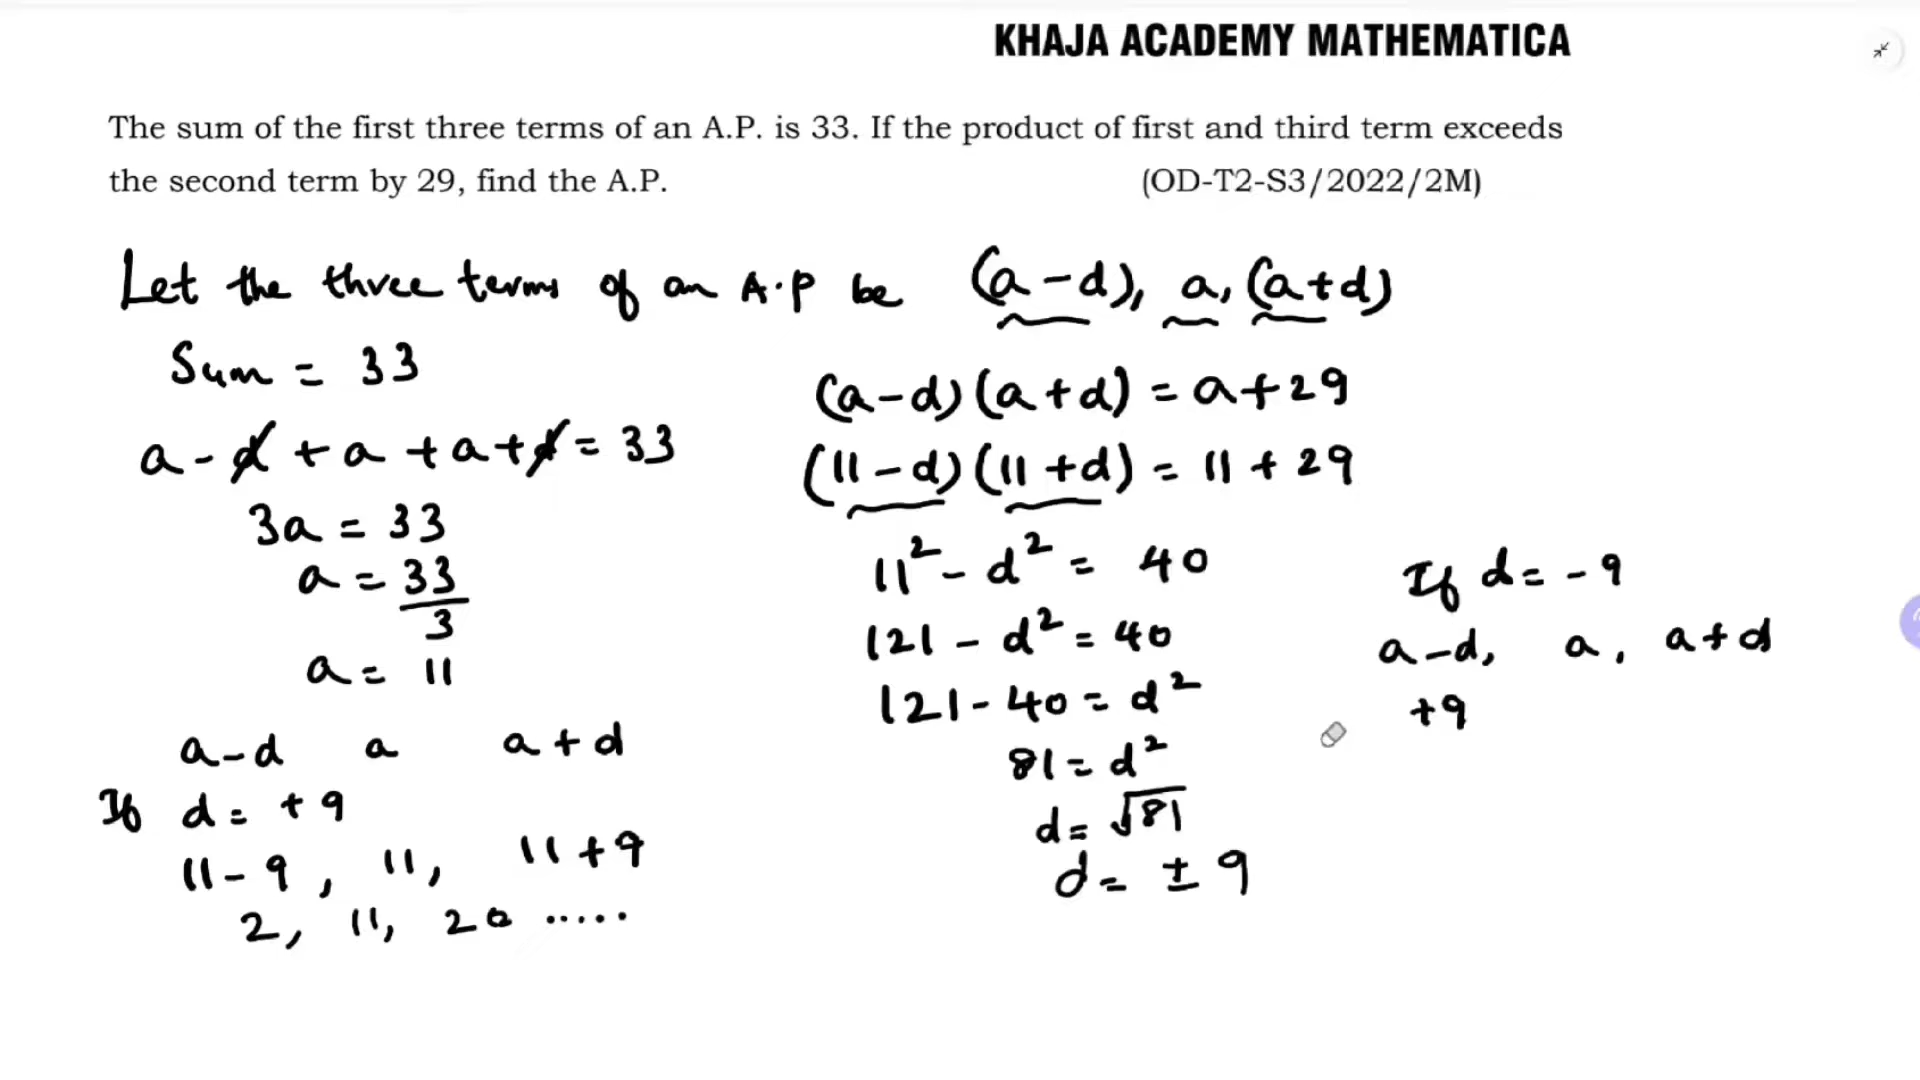 KHAJA ACADEMY MATHEMATICA
The sum of the first three terms of an A.P. is 33. If the product of first and third term exceeds
the second term by 29, find the A.P. (OD-T2-S3/2022/2M)
Let the three terms of an A.P be (a-d), a, (a+d)
Sum = 33
a-d + a + a+d = 33
3a = 33
a = 33/3
a = 11
a-d a a+d
If d = +9
11-9, 11, 11+9
2, 11, 20 .....
(a-d)(a+d) = a+29
(11-d)(11+d) = 11+29
11² - d² = 40
121 - d² = 40
121 - 40 = d²
81 = d²
d = √81
d = ± 9
If d = -9
a-d, a, a+d
+9